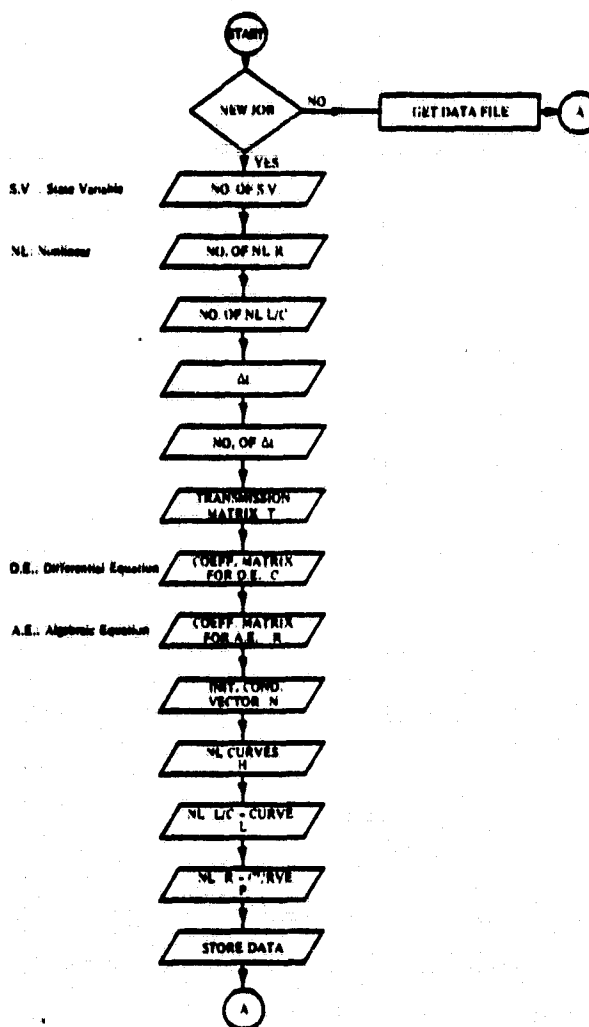 START
NEW JOB
NO
GET DATA FILE
A
YES
S.V : State Variable
NO. OF S.V
NL: Nonlinear
NO. OF NL R
NO. OF NL L/C
Δt
NO. OF Δt
TRANSMISSION
MATRIX T
D.E.: Differential Equation
COEFF. MATRIX
FOR D.E. C
A.E.: Algebraic Equation
COEFF. MATRIX
FOR A.E. R
INIT. COND.
VECTOR N
NL CURVES
H
NL L/C - CURVE
L
NL R - CURVE
P
STORE DATA
A